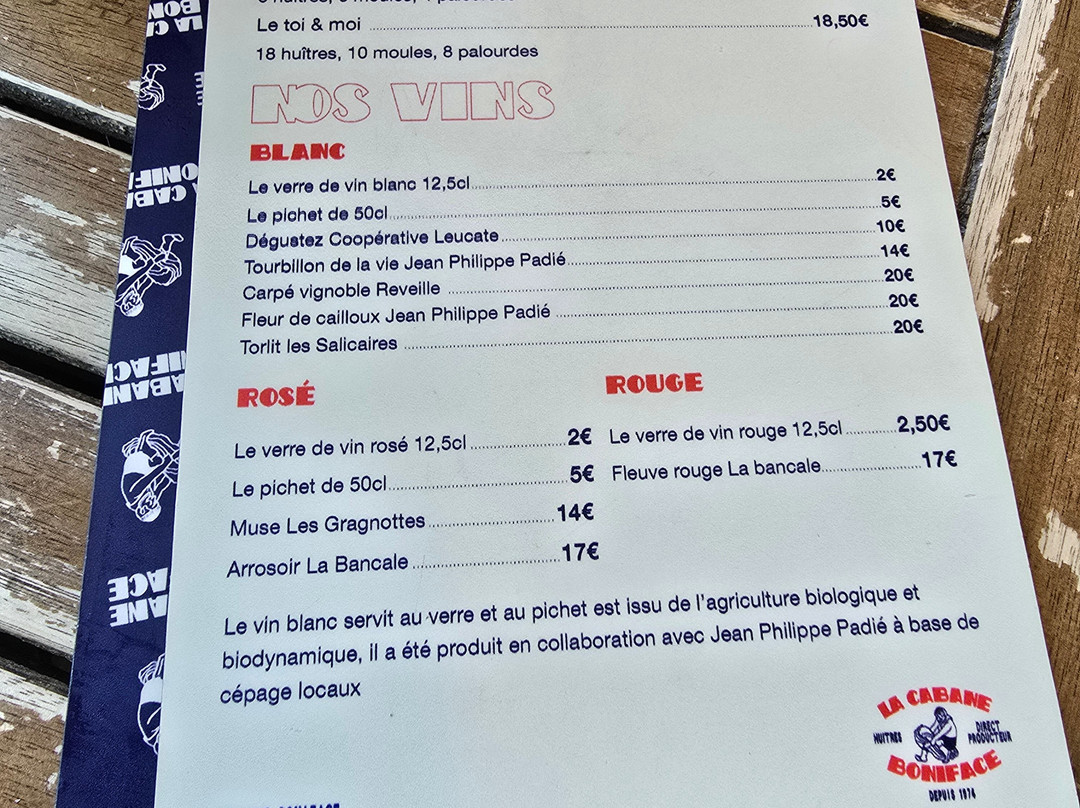 Le toi & moi 18,50€
18 huîtres, 10 moules, 8 palourdes
NOS VINS
BLANC
Le verre de vin blanc 12,5cl 2€
Le pichet de 50cl 5€
Dégustez Coopérative Leucate 10€
Tourbillon de la vie Jean Philippe Padié 14€
Carpé vignoble Reveille 20€
Fleur de cailloux Jean Philippe Padié 20€
Torlit les Salicaires 20€
ROSÉ
Le verre de vin rosé 12,5cl 2€
Le pichet de 50cl 5€
Muse Les Gragnottes 14€
Arrosoir La Bancale 17€
ROUGE
Le verre de vin rouge 12,5cl 2,50€
Fleuve rouge La bancale 17€
Le vin blanc servit au verre et au pichet est issu de l'agriculture biologique et
biodynamique, il a été produit en collaboration avec Jean Philippe Padié à base de
cépage locaux
LA CABANE
HUITRES DIRECT
PRODUCTEUR
BONIFACE
DEPUIS 1974